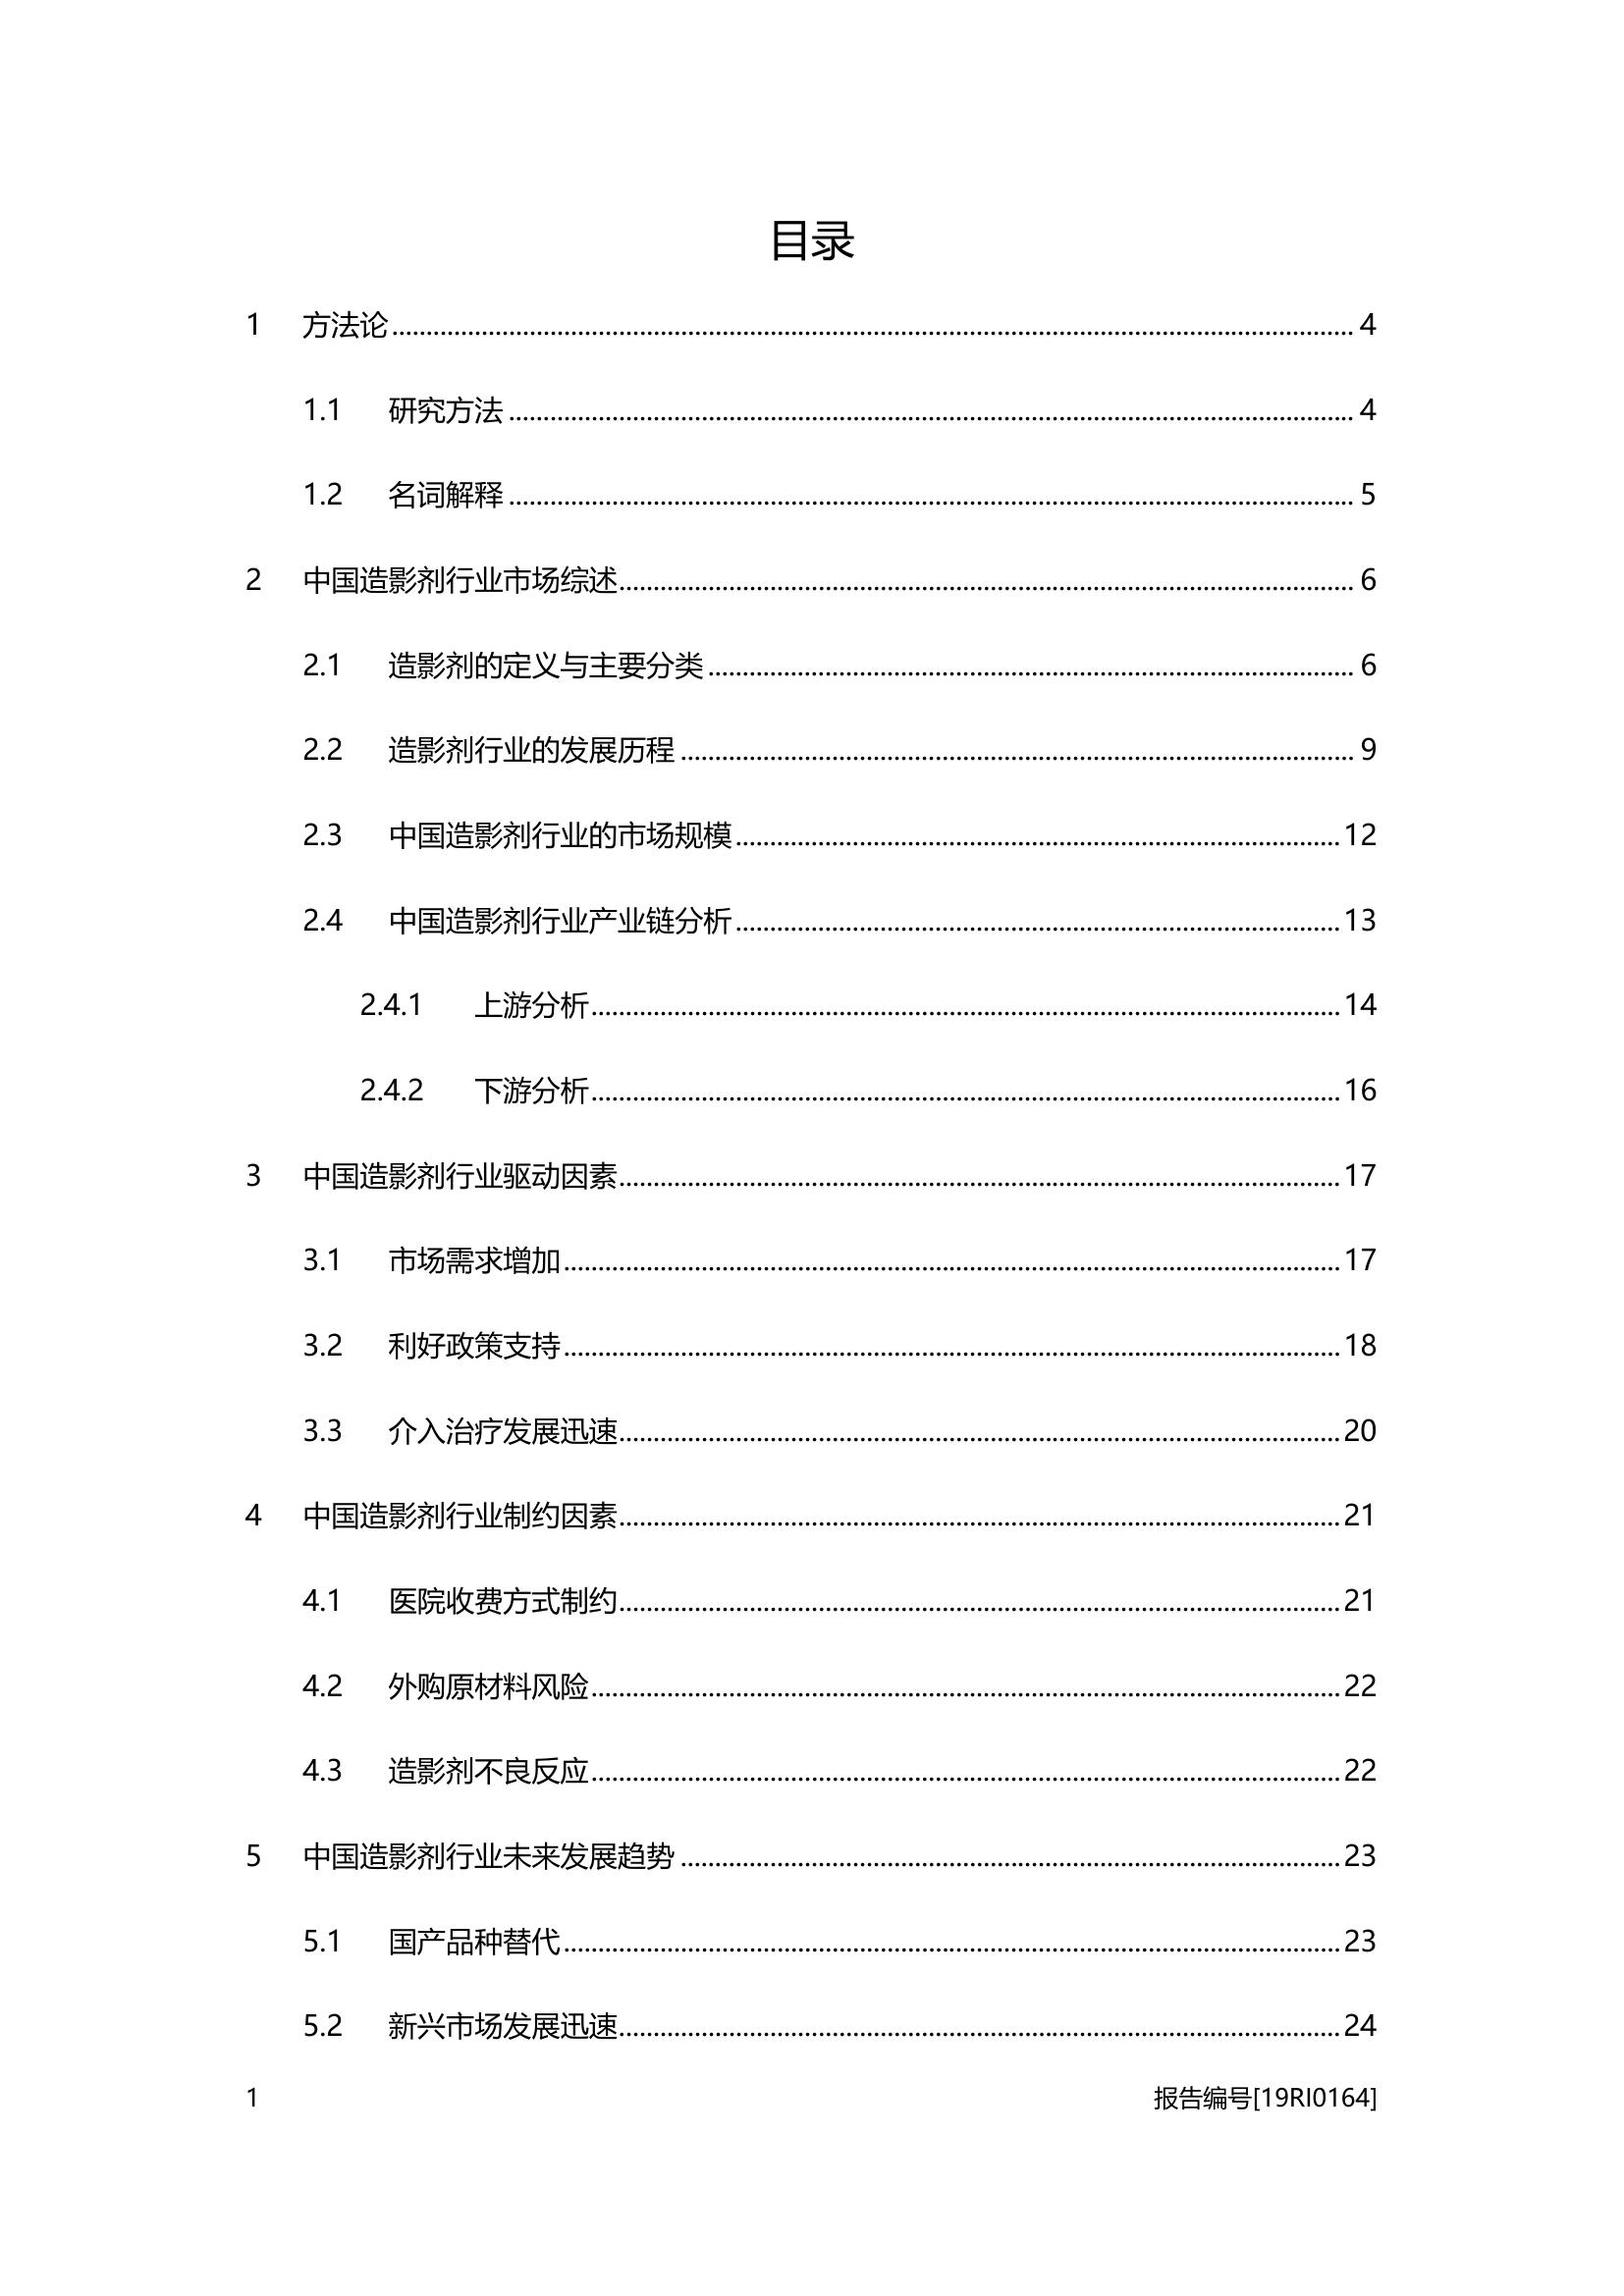 目录
1 方法论 ........ 4
1.1 研究方法 ........ 4
1.2 名词解释 ........ 5
2 中国造影剂行业市场综述 ........ 6
2.1 造影剂的定义与主要分类 ........ 6
2.2 造影剂行业的发展历程 ........ 9
2.3 中国造影剂行业的市场规模 ........ 12
2.4 中国造影剂行业产业链分析 ........ 13
2.4.1 上游分析 ........ 14
2.4.2 下游分析 ........ 16
3 中国造影剂行业驱动因素 ........ 17
3.1 市场需求增加 ........ 17
3.2 利好政策支持 ........ 18
3.3 介入治疗发展迅速 ........ 20
4 中国造影剂行业制约因素 ........ 21
4.1 医院收费方式制约 ........ 21
4.2 外购原材料风险 ........ 22
4.3 造影剂不良反应 ........ 22
5 中国造影剂行业未来发展趋势 ........ 23
5.1 国产品种替代 ........ 23
5.2 新兴市场发展迅速 ........ 24
1 报告编号[19RI0164]